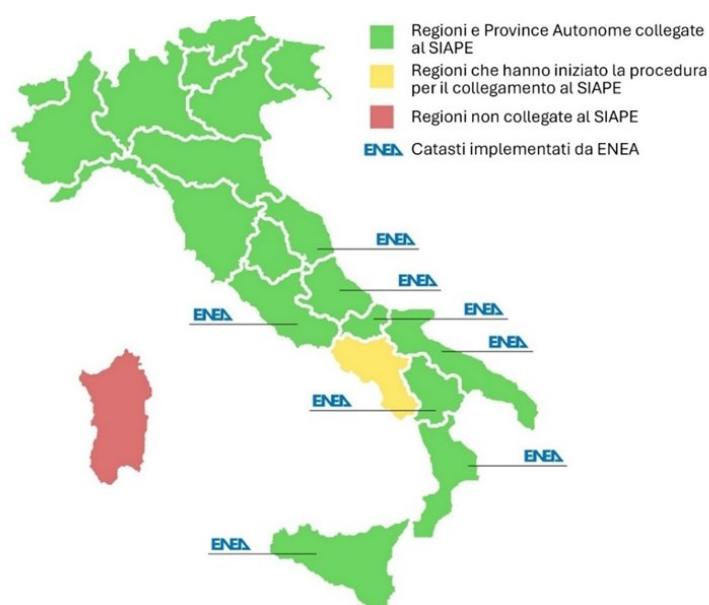 Regioni e Province Autonome collegate
al SIAPE
Regioni che hanno iniziato la procedura
per il collegamento al SIAPE
Regioni non collegate al SIAPE
ENEA Catasti implementati da ENEA
ENEA
ENEA
ENEA
ENEA
ENEA
ENEA
ENEA
ENEA